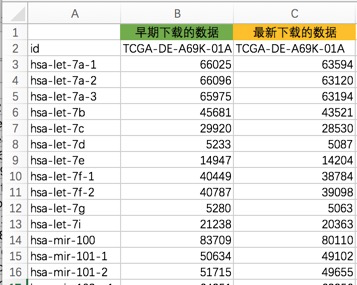 A B C
1 早期下载的数据 最新下载的数据
2 id TCGA-DE-A69K-01A TCGA-DE-A69K-01A
3 hsa-let-7a-1 66025 63594
4 hsa-let-7a-2 66096 63120
5 hsa-let-7a-3 65975 63194
6 hsa-let-7b 45681 43521
7 hsa-let-7c 29920 28530
8 hsa-let-7d 5233 5087
9 hsa-let-7e 14947 14204
10 hsa-let-7f-1 40449 38784
11 hsa-let-7f-2 40787 39098
12 hsa-let-7g 5280 5063
13 hsa-let-7i 21238 20363
14 hsa-mir-100 83709 80110
15 hsa-mir-101-1 50634 49102
16 hsa-mir-101-2 51715 49655